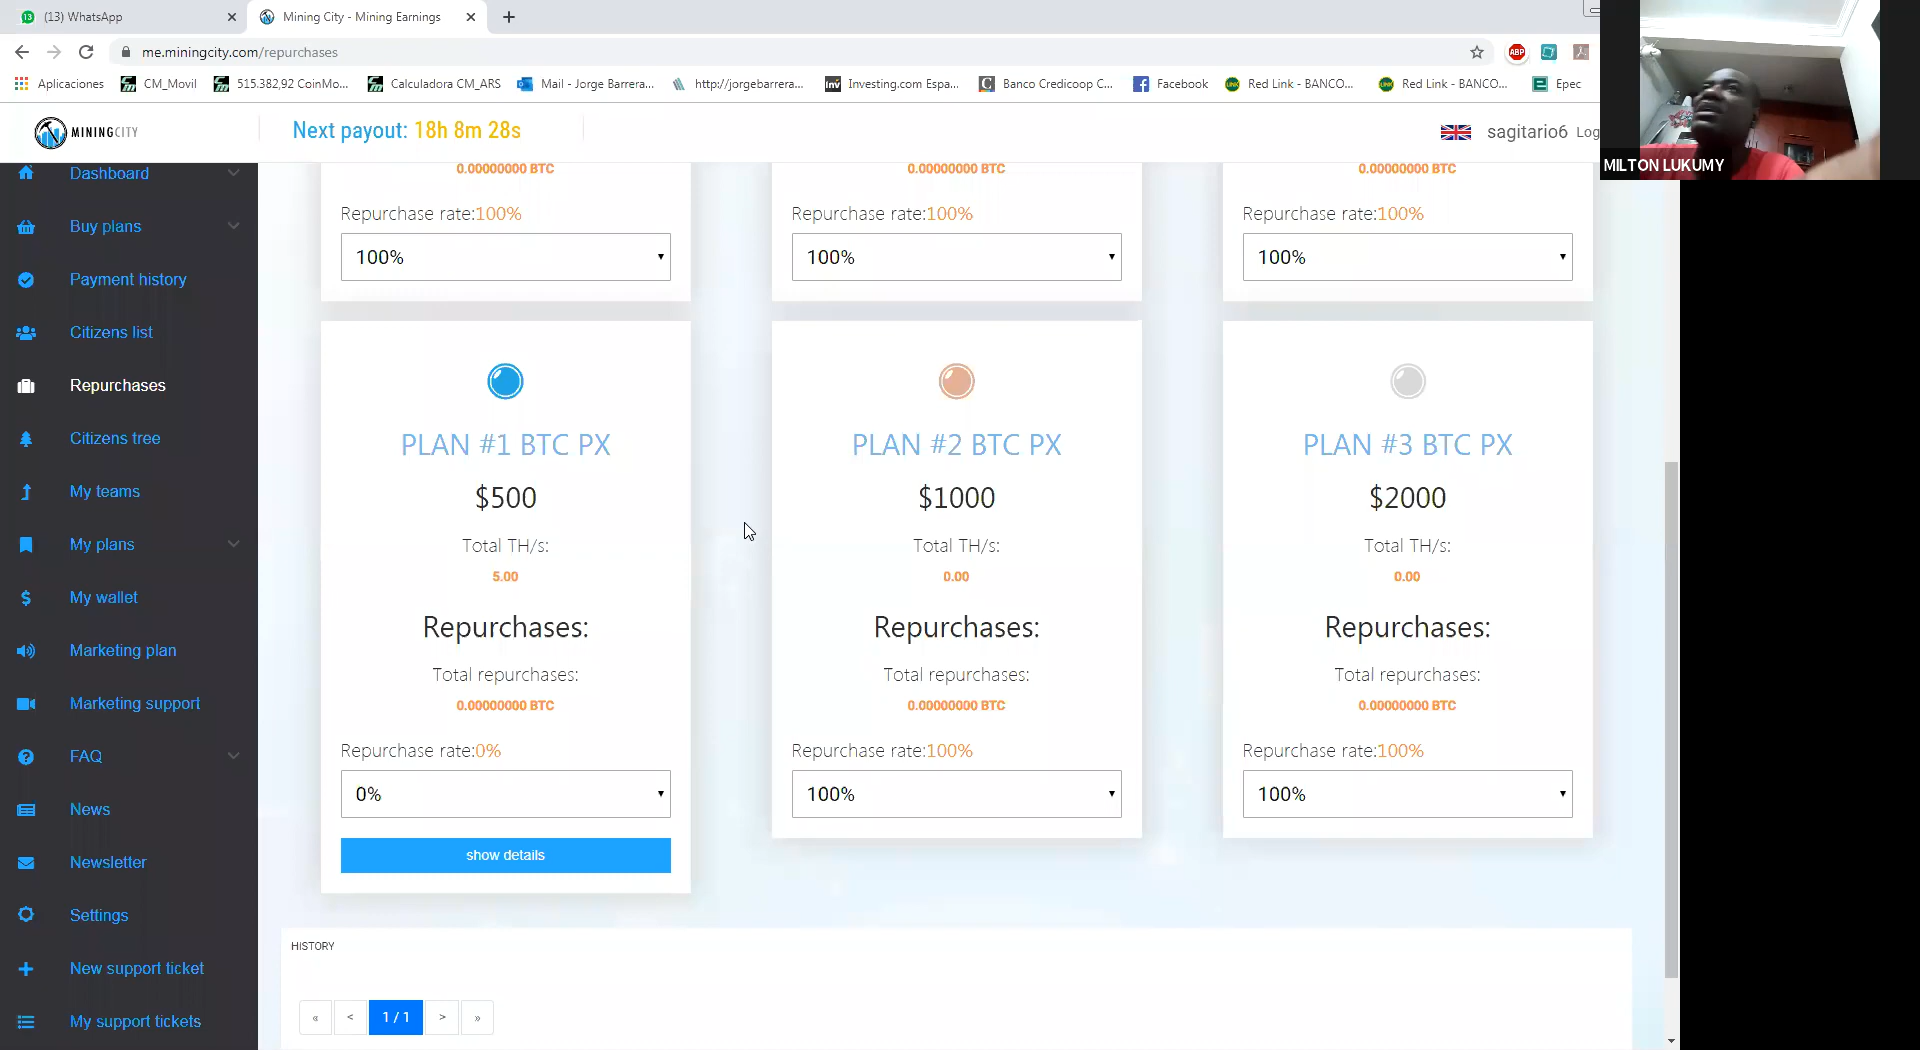 (13) WhatsApp
Mining City - Mining Earnings
me.miningcity.com/repurchases
ABP
Aplicaciones
CM_Movil
515.382,92 CoinMo...
Calculadora CM_ARS
Mail - Jorge Barrera...
http://jorgebarrera...
Inv
Investing.com Espa...
Banco Credicoop C...
Facebook
Red Link - BANCO...
Red Link - BANCO...
Epec
MININGCITY
Next payout: 18h 8m 28s
sagitario6
Log
MILTON LUKUMY
Dashboard
Buy plans
Payment history
Citizens list
Repurchases
Citizens tree
My teams
My plans
My wallet
Marketing plan
Marketing support
FAQ
News
Newsletter
Settings
New support ticket
My support tickets
0.00000000 BTC
Repurchase rate:100%
100%
0.00000000 BTC
Repurchase rate:100%
100%
0.00000000 BTC
Repurchase rate:100%
100%
PLAN #1 BTC PX
$500
Total TH/s:
5.00
Repurchases:
Total repurchases:
0.00000000 BTC
Repurchase rate:0%
0%
show details
PLAN #2 BTC PX
$1000
Total TH/s:
0.00
Repurchases:
Total repurchases:
0.00000000 BTC
Repurchase rate:100%
100%
PLAN #3 BTC PX
$2000
Total TH/s:
0.00
Repurchases:
Total repurchases:
0.00000000 BTC
Repurchase rate:100%
100%
HISTORY
« < 1 / 1 > »